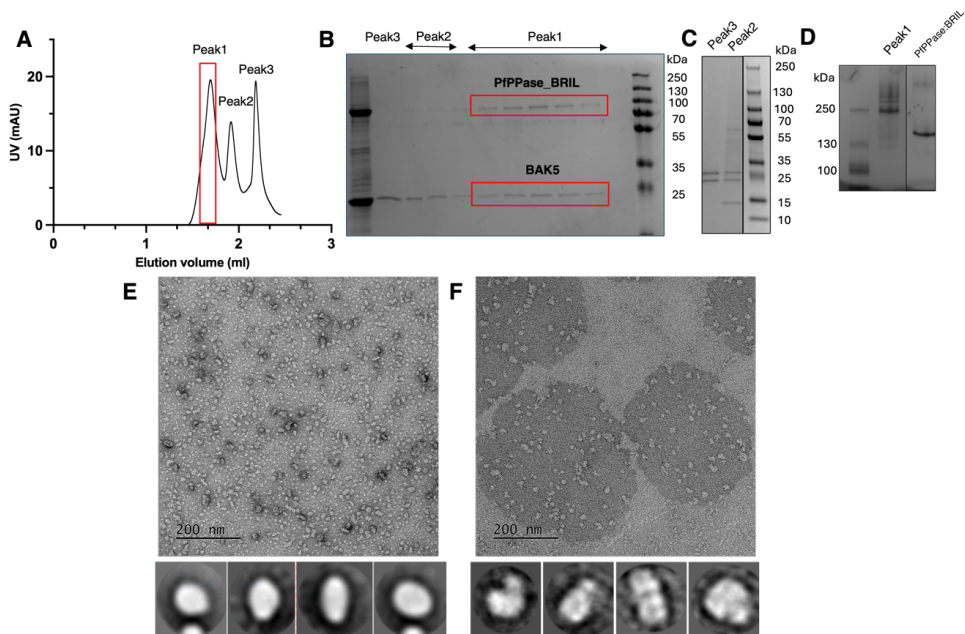 A
Peak1
Peak3
Peak2
UV (mAU)
20
10
0
0
1
2
3
Elution volume (ml)
B
Peak3
Peak2
Peak1
PfPPase_BRIL
BAK5
kDa
250
130
100
70
55
35
25
C
Peak3
Peak2
kDa
250
130
100
70
55
35
25
15
10
D
Peak1
PfPPase:BRIL
kDa
250
130
100
E
200 nm
F
200 nm